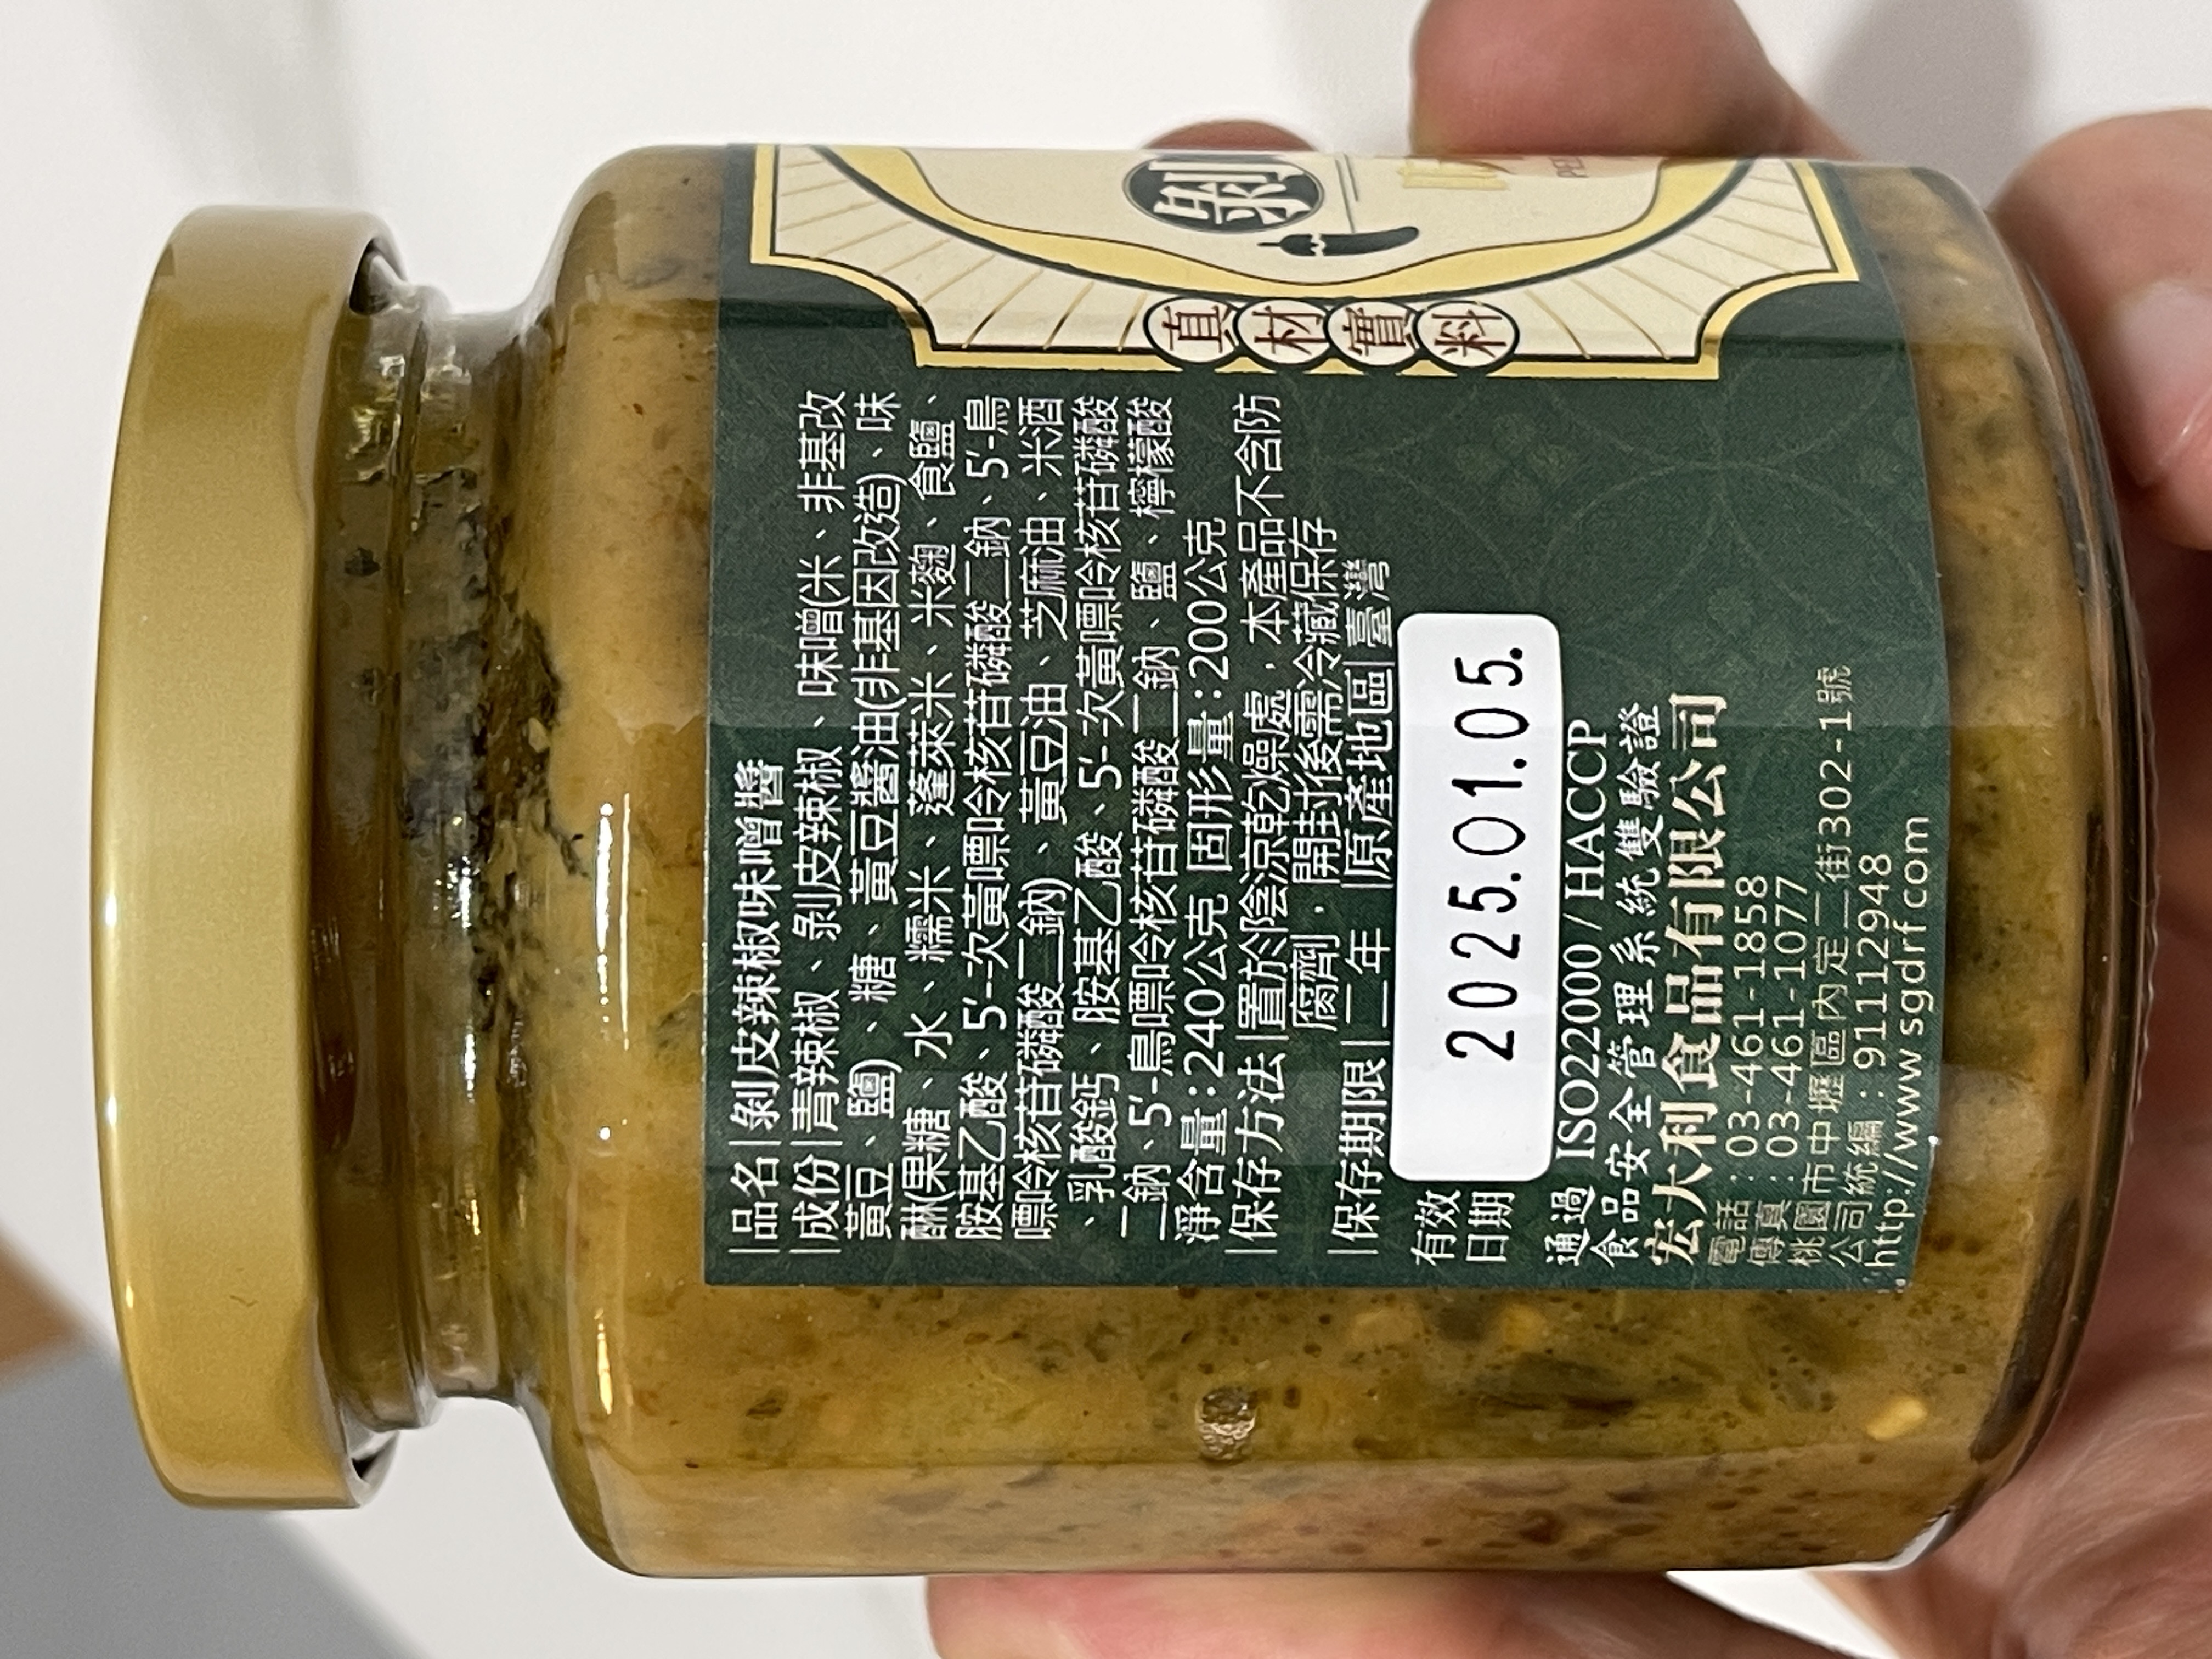 |品名|剝皮辣椒味噌醬
|成份|青辣椒、剝皮辣椒、味噌(米、非基改
黃豆、鹽)、糖、黃豆醬油(非基因改造)、味
醂(果糖、水、糯米、蓬萊米、米麴、食鹽、
胺基乙酸、5'-次黃嘌呤核苷磷酸二鈉、5'-鳥
嘌呤核苷磷酸二鈉)、黃豆油、芝麻油、米酒
、乳酸鈣、胺基乙酸、5'-次黃嘌呤核苷磷酸
二鈉、5'-鳥嘌呤核苷磷酸二鈉、鹽、檸檬酸
淨含量:240公克 固形量:200公克
|保存方法|置於陰涼乾燥處，本產品不含防
腐劑，開封後需冷藏保存
|保存期限|二年 |原產地區|臺灣
有效
日期
2025.01.05.
通過 ISO22000 / HACCP
食品安全管理系統雙驗證
宏大利食品有限公司
電話：03-461-1858
傳真：03-461-1077
桃園市中壢區內定二街302-1號
公司統編：91112948
http://www.sgdrf.com
剝
真材實料